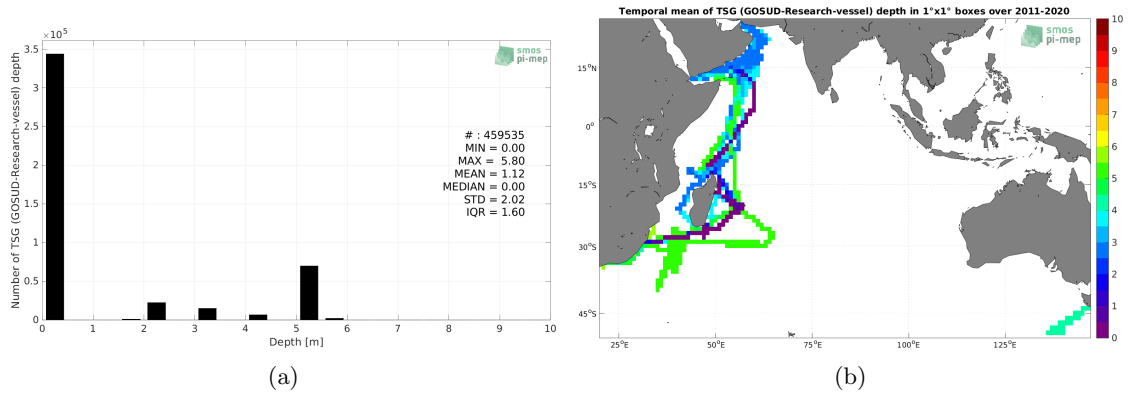 ×10⁵
3.5
3
2.5
2
1.5
1
0.5
0
0 1 2 3 4 5 6 7 8 9 10
Number of TSG (GOSUD-Research-vessel) depth
Depth [m]
smos
pi-mep
# : 459535
MIN = 0.00
MAX = 5.80
MEAN = 1.12
MEDIAN = 0.00
STD = 2.02
IQR = 1.60
(a)
Temporal mean of TSG (GOSUD-Research-vessel) depth in 1°x1° boxes over 2011-2020
smos
pi-mep
15°N
0°
15°S
30°S
45°S
25°E 50°E 75°E 100°E 125°E
10
9
8
7
6
5
4
3
2
1
0
(b)